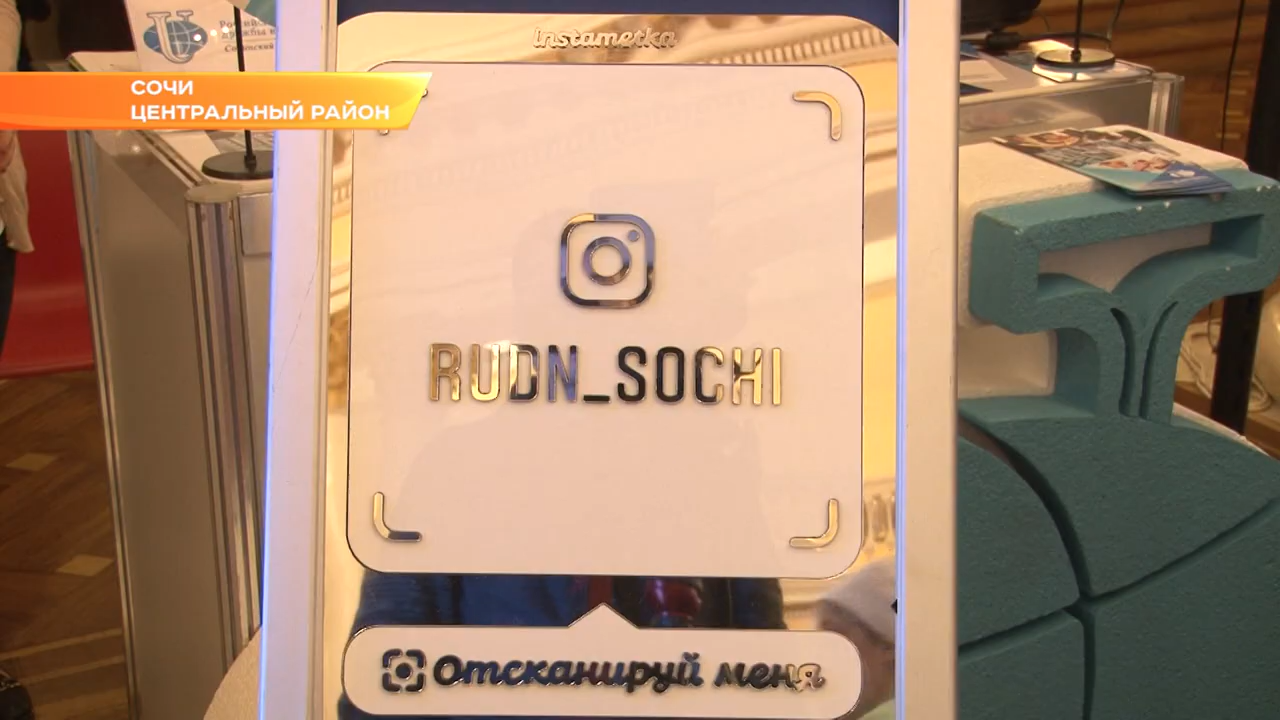 Instametka
СОЧИ
ЦЕНТРАЛЬНЫЙ РАЙОН
RUDN_SOCHI
Отсканируй меня